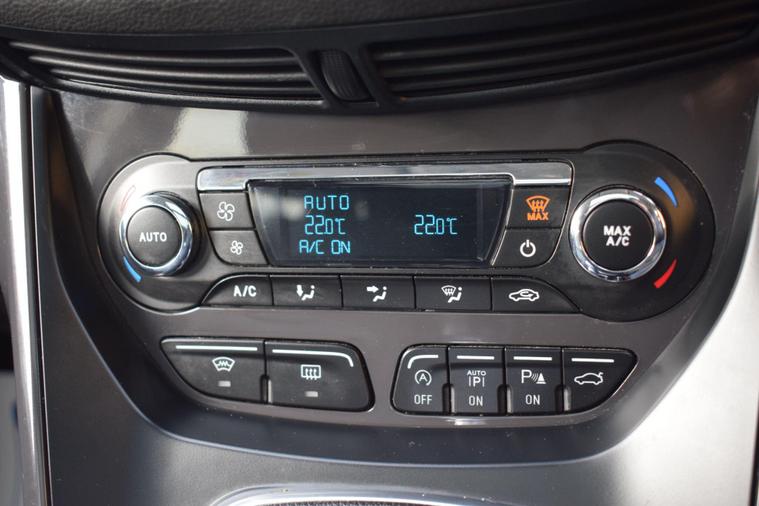 AUTO
22.0°C 22.0°C
A/C ON
MAX
AUTO
MAX
A/C
A/C
A
OFF
AUTO
P
ON
P
ON